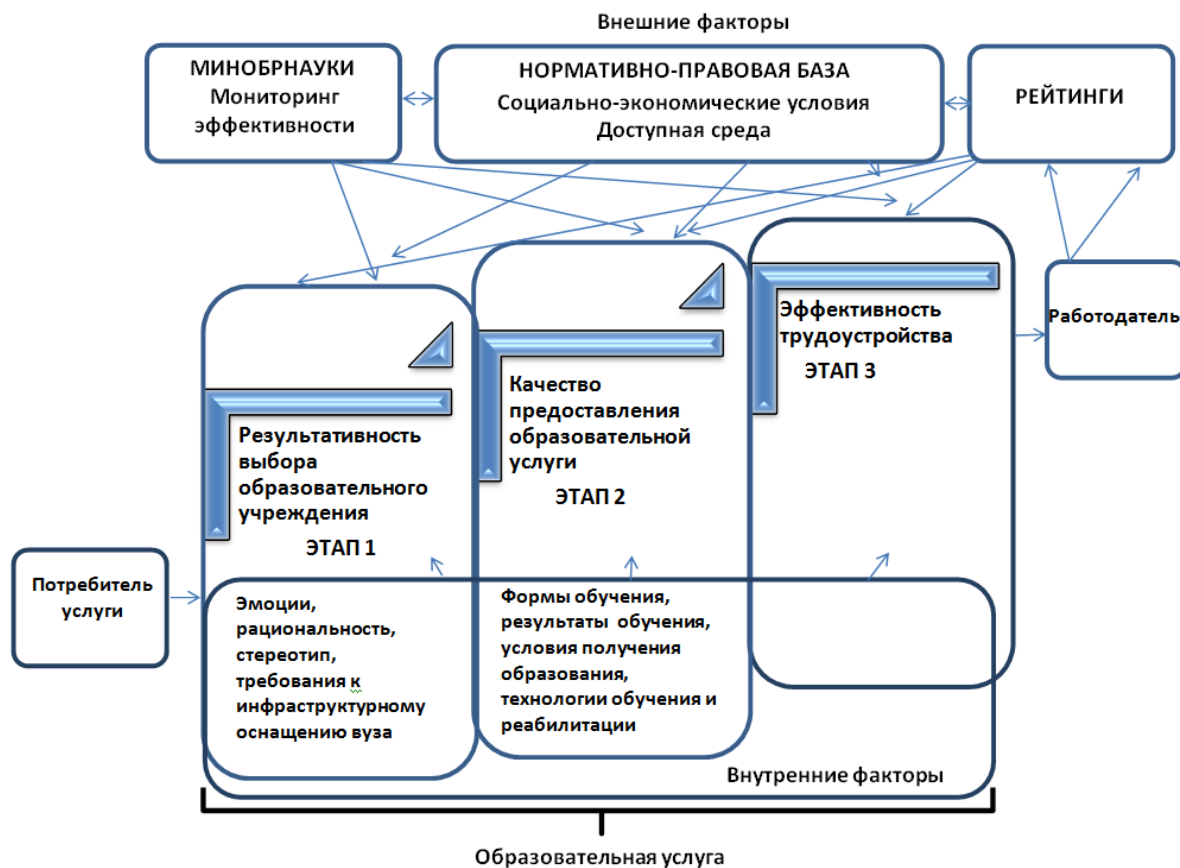 Внешние факторы
МИНОБРНАУКИ
Мониторинг
эффективности
НОРМАТИВНО-ПРАВОВАЯ БАЗА
Социально-экономические условия
Доступная среда
РЕЙТИНГИ
Потребитель
услуги
Результативность
выбора
образовательного
учреждения
ЭТАП 1
Качество
предоставления
образовательной
услуги
ЭТАП 2
Эффективность
трудоустройства
ЭТАП 3
Работодатель
Эмоции,
рациональность,
стереотип,
требования к
инфраструктурному
оснащению вуза
Формы обучения,
результаты обучения,
условия получения
образования,
технологии обучения и
реабилитации
Внутренние факторы
Образовательная услуга